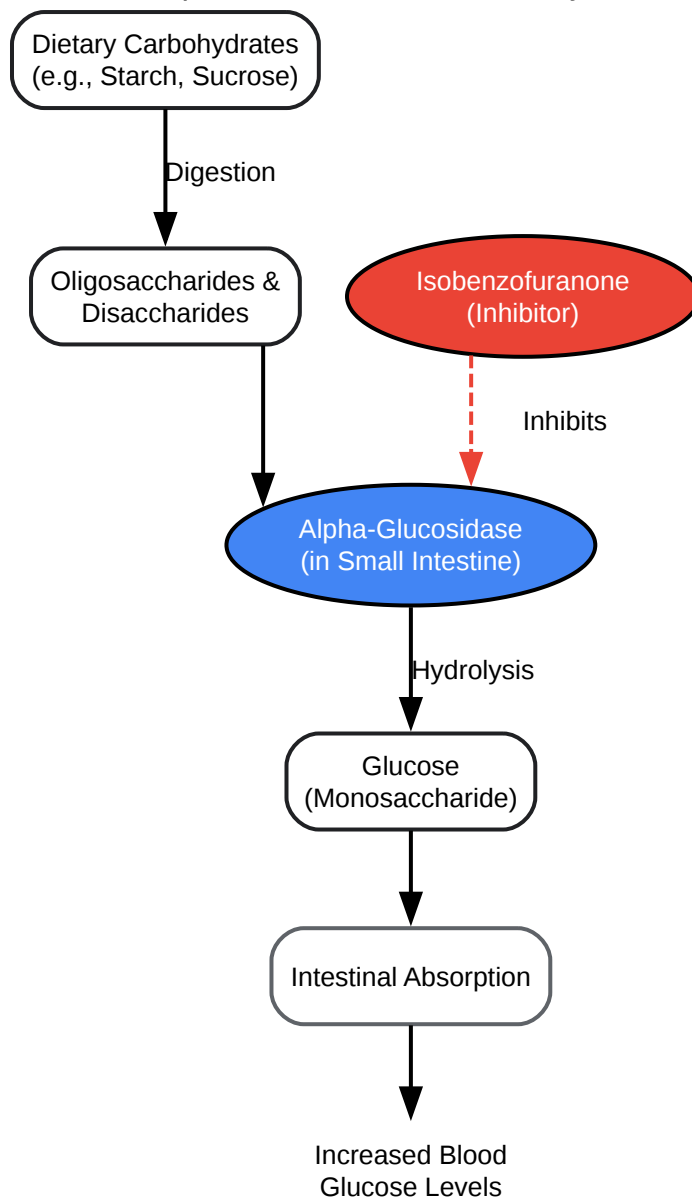 Dietary Carbohydrates
(e.g., Starch, Sucrose)
Digestion
Oligosaccharides &
Disaccharides
Isobenzofuranone
(Inhibitor)
Inhibits
Alpha-Glucosidase
(in Small Intestine)
Hydrolysis
Glucose
(Monosaccharide)
Intestinal Absorption
Increased Blood
Glucose Levels